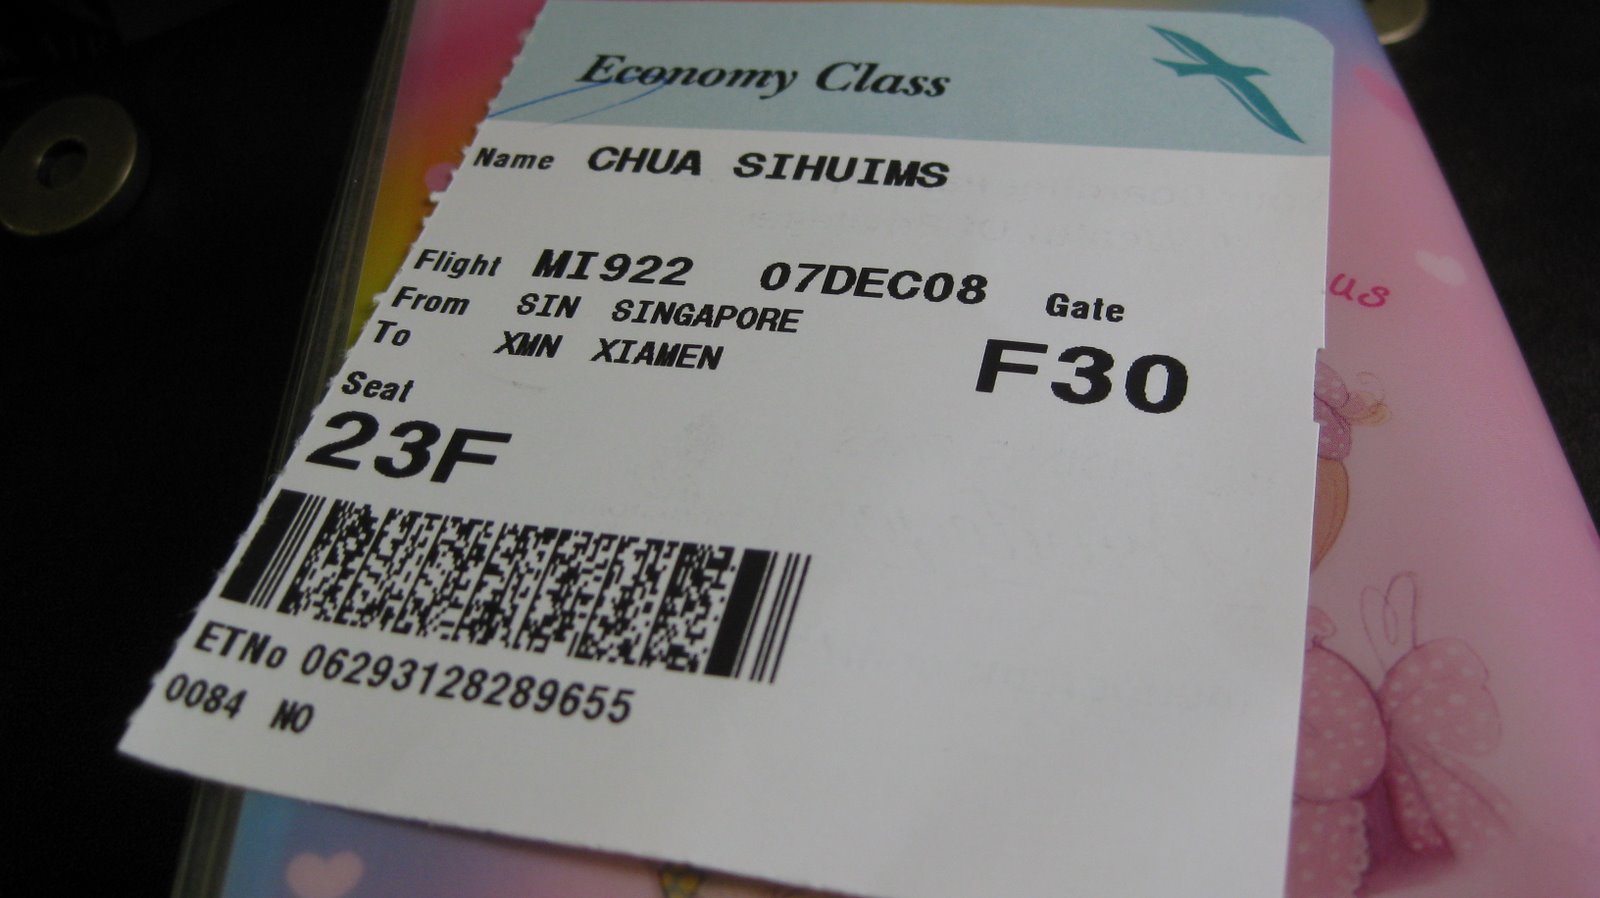 Economy Class
Name CHUA SIHUIMS
Flight MI922 07DEC08 Gate
From SIN SINGAPORE
To XMN XIAMEN
F30
Seat
23F
ETNo 06293128289655
0084 NO
us